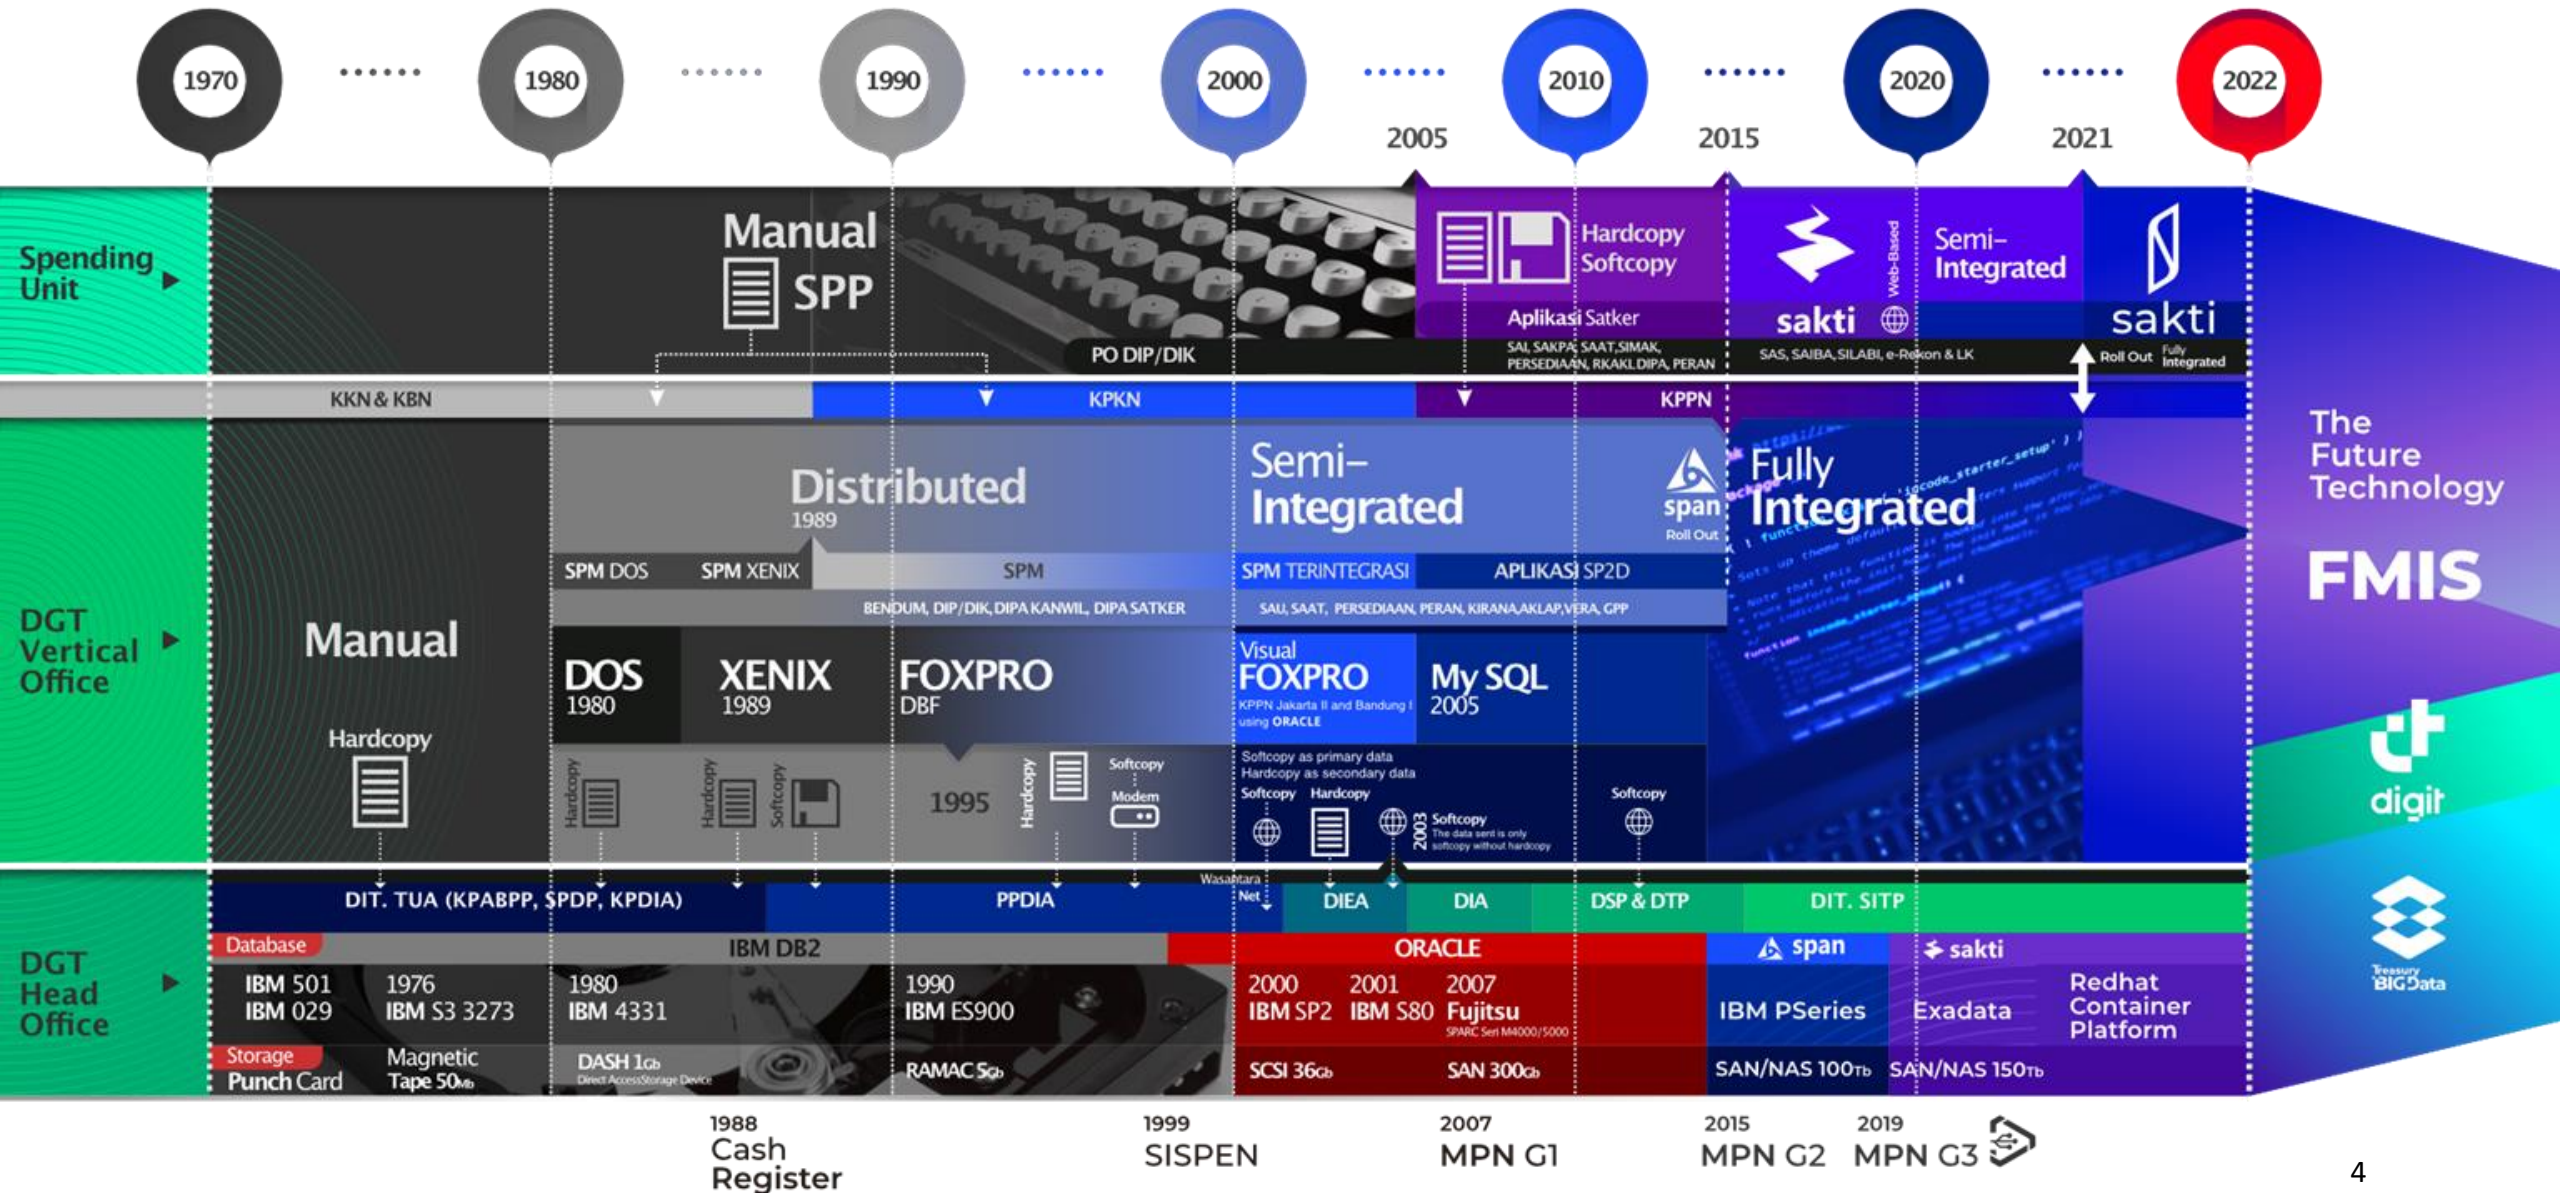 1970
1980
1990
2000
2010
2020
2022
2005
2015
2021
Spending
Unit
Manual
SPP
PO DIP/DIK
Hardcopy
Softcopy
Aplikasi Satker
SAI, SAKPA, SAAT,SIMAK,
PERSEDIAAN, RKAKLDIPA, PERAN
sakti
Web-Based
Semi-
Integrated
SAS, SAIBA, SILABI, e-Rekon & LK
sakti
Roll Out
Fully
Integrated
KKN & KBN
KPKN
KPPN
DGT
Vertical
Office
Manual
Hardcopy
Distributed
1989
Semi-
Integrated
span
Roll Out
Fully
Integrated
SPM DOS
SPM XENIX
SPM
SPM TERINTEGRASI
APLIKASI SP2D
BENDUM, DIP/DIK, DIPA KANWIL, DIPA SATKER
SAU, SAAT, PERSEDIAAN, PERAN, KIRANA,AKLAP,VERA, GPP
DOS
1980
XENIX
1989
FOXPRO
DBF
Visual
FOXPRO
KPPN Jakarta II and Bandung I
using ORACLE
My SQL
2005
Hardcopy
Hardcopy
Softcopy
1995
Hardcopy
Softcopy
Modem
Softcopy as primary data
Hardcopy as secondary data
Softcopy
Hardcopy
2003
Softcopy
The data sent is only
softcopy without hardcopy
Softcopy
The
Future
Technology
FMIS
digit
Treasury
BIGData
DGT
Head
Office
DIT. TUA (KPABPP, SPDP, KPDIA)
PPDIA
Wasantara
Net
DIEA
DIA
DSP & DTP
DIT. SITP
Database
IBM DB2
ORACLE
span
sakti
IBM 501
IBM 029
1976
IBM S3 3273
1980
IBM 4331
1990
IBM ES900
2000
IBM SP2
2001
IBM S80
2007
Fujitsu
SPARC Seri M4000/5000
IBM PSeries
Exadata
Redhat
Container
Platform
Storage
Punch Card
Magnetic
Tape 50Mb
DASH 1Gb
Direct AccessStorage Device
RAMAC 5Gb
SCSI 36Gb
SAN 300Gb
SAN/NAS 100Tb
SAN/NAS 150Tb
1988
Cash
Register
1999
SISPEN
2007
MPN G1
2015
MPN G2
2019
MPN G3
4